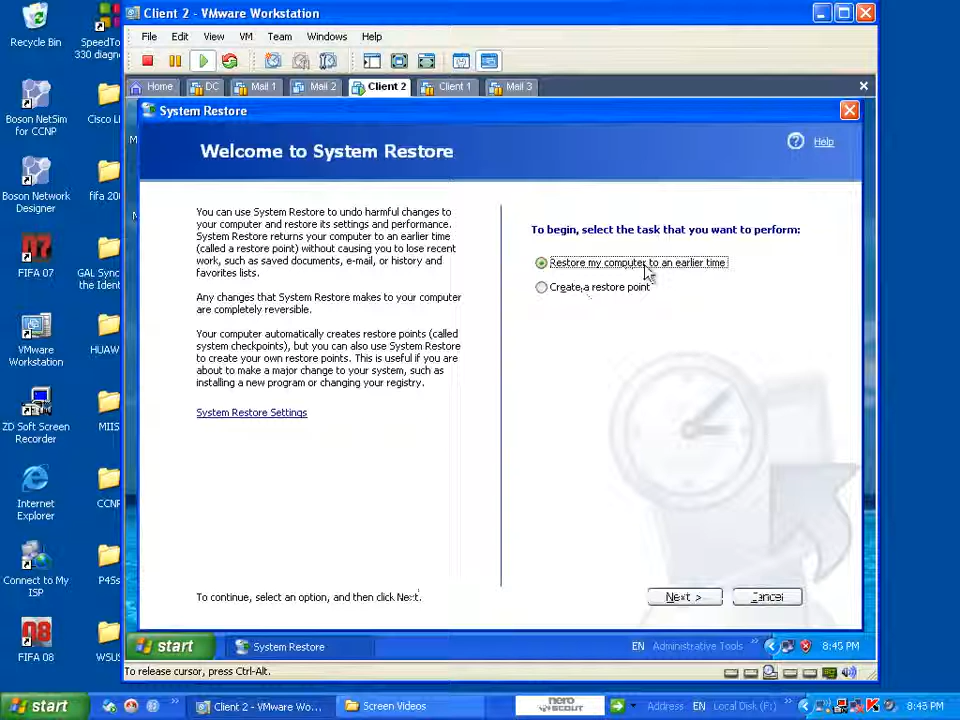 Recycle Bin
SpeedTo...
330 diagn...
Boson NetSim
for CCNP
Cisco LI
Boson Network
Designer
fifa 200
FIFA 07
GAL Sync
the Ident
VMware
Workstation
HUAW
ZD Soft Screen
Recorder
MIIS
Internet
Explorer
CCNP
Connect to My
ISP
P4Ss
FIFA 08
WSUS
Client 2 - VMware Workstation
File Edit View VM Team Windows Help
Home DC Mail 1 Mail 2 Client 2 Client 1 Mail 3
System Restore
Welcome to System Restore
Help
You can use System Restore to undo harmful changes to
your computer and restore its settings and performance.
System Restore returns your computer to an earlier time
(called a restore point) without causing you to lose recent
work, such as saved documents, e-mail, or history and
favorites lists.
Any changes that System Restore makes to your computer
are completely reversible.
Your computer automatically creates restore points (called
system checkpoints), but you can also use System Restore
to create your own restore points. This is useful if you are
about to make a major change to your system, such as
installing a new program or changing your registry.
System Restore Settings
To begin, select the task that you want to perform:
Restore my computer to an earlier time
Create a restore point
To continue, select an option, and then click Next.
Next > Cancel
start System Restore EN Administrative Tools 8:45 PM
To release cursor, press Ctrl-Alt.
start Client 2 - VMware Wo... Screen Videos nero SCOUT Address EN Local Disk (F:) 8:43 PM